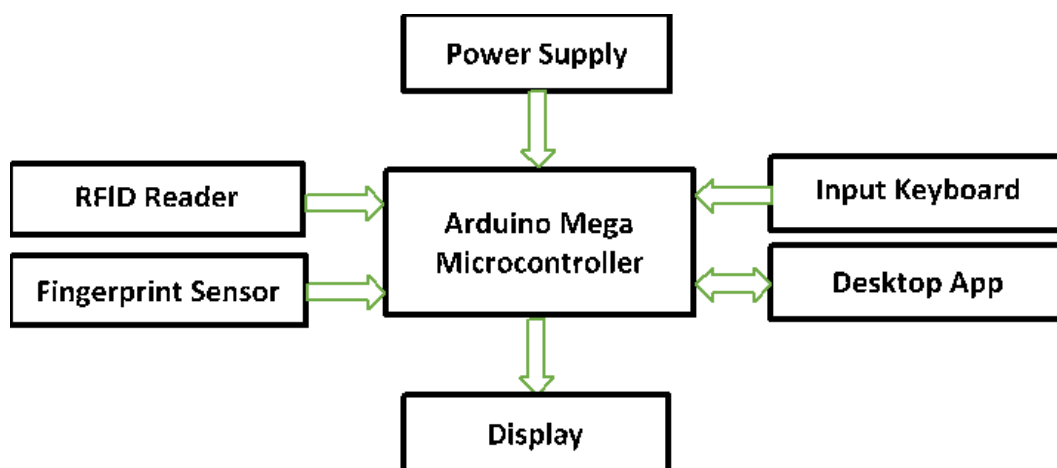 Power Supply
RFID Reader
Arduino Mega
Microcontroller
Input Keyboard
Fingerprint Sensor
Desktop App
Display